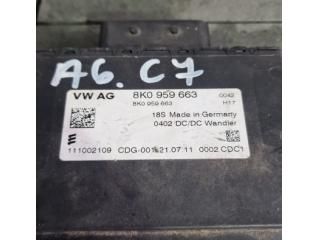 A6. C7
VW AG 8K0 959 663 0042
8K0 959 663 H17
18S Made in Germany
0402 DC/DC Wandler
111002109 CDG-001 21.07.11 0002 CDC1